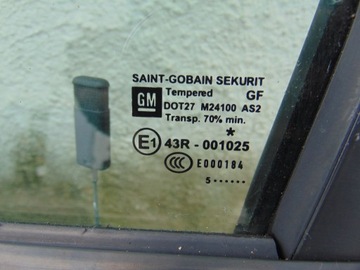 SAINT-GOBAIN SEKURIT
Tempered GF
GM
DOT27 M24100 AS2
Transp. 70% min.
*
E1 43R - 001025
CCC E000184
5 ······